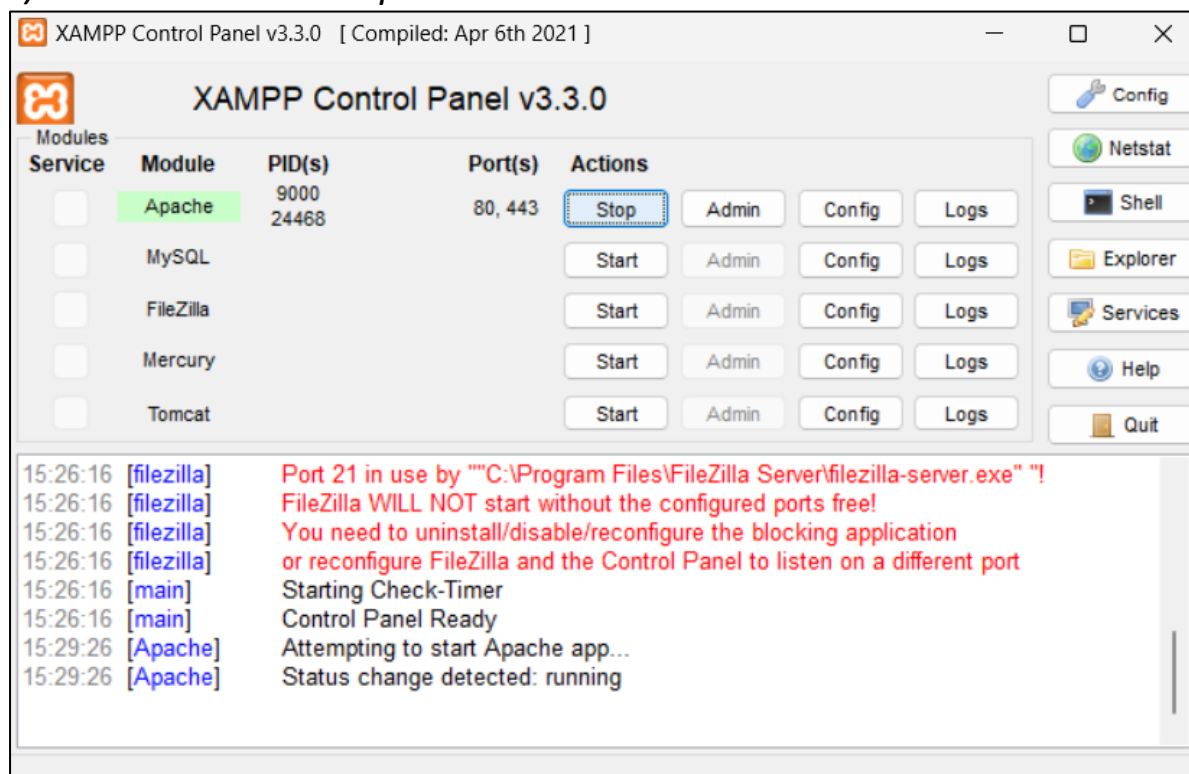 XAMPP Control Panel v3.3.0 [ Compiled: Apr 6th 2021 ]
XAMPP Control Panel v3.3.0
Config
Modules
Netstat
Service Module PID(s) Port(s) Actions
Apache 9000 24468 80, 443 Stop Admin Config Logs
Shell
MySQL Start Admin Config Logs
Explorer
FileZilla Start Admin Config Logs
Services
Mercury Start Admin Config Logs
Help
Tomcat Start Admin Config Logs
Quit
15:26:16 [filezilla] Port 21 in use by ""C:\Program Files\FileZilla Server\filezilla-server.exe" "!
15:26:16 [filezilla] FileZilla WILL NOT start without the configured ports free!
15:26:16 [filezilla] You need to uninstall/disable/reconfigure the blocking application
15:26:16 [filezilla] or reconfigure FileZilla and the Control Panel to listen on a different port
15:26:16 [main] Starting Check-Timer
15:26:16 [main] Control Panel Ready
15:29:26 [Apache] Attempting to start Apache app...
15:29:26 [Apache] Status change detected: running